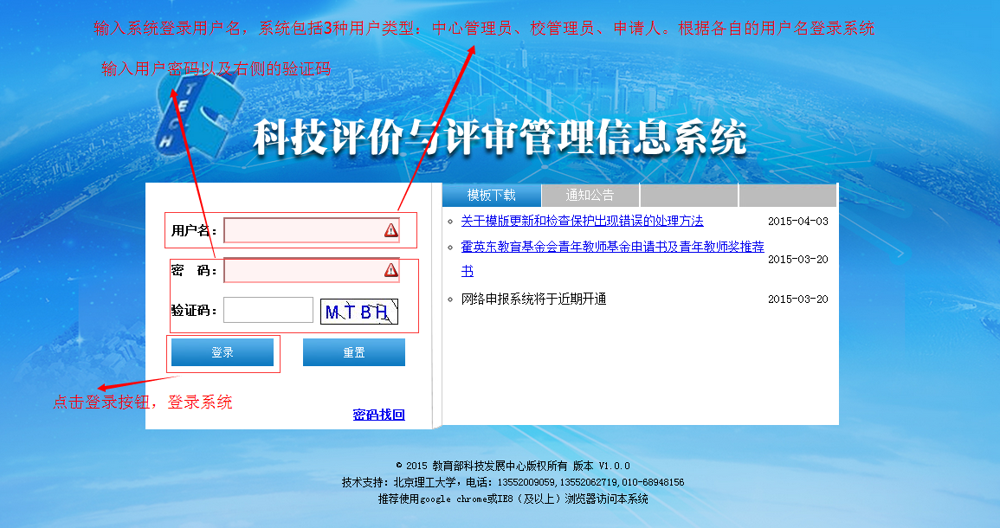 输入系统登录用户名，系统包括3种用户类型：中心管理员、校管理员、申请人。根据各自的用户名登录系统
输入用户密码以及右侧的验证码
TECH
科技评价与评审管理信息系统
模板下载 通知公告
用户名：
关于模版更新和检查保护出现错误的处理方法 2015-04-03
霍英东教育基金会青年教师基金申请书及青年教师奖推荐书 2015-03-20
密 码：
网络申报系统将于近期开通 2015-03-20
验证码： MTBH
登录 重置
点击登录按钮，登录系统
密码找回
© 2015 教育部科技发展中心版权所有 版本 V1.0.0
技术支持：北京理工大学，电话：13552009059,13552062719,010-68948156
推荐使用google chrome或IE8（及以上）浏览器访问本系统